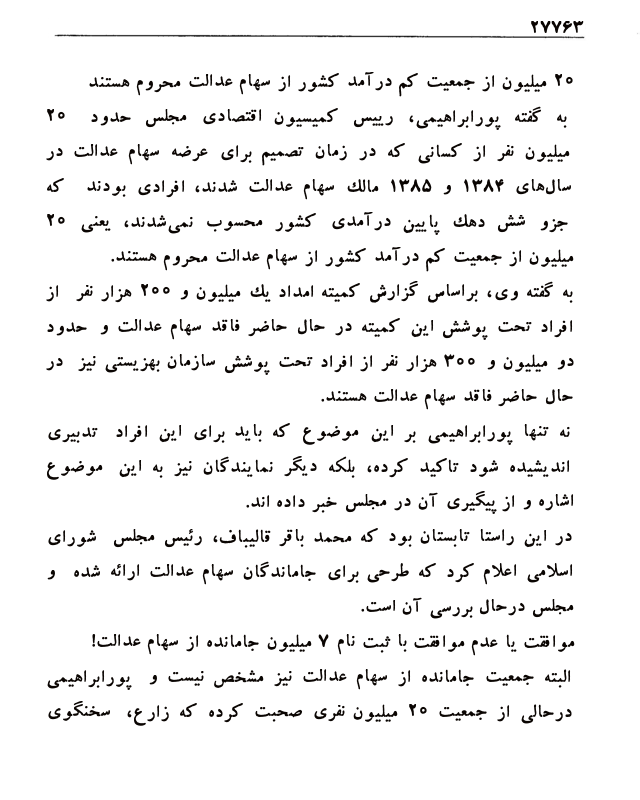 ۲۷۷۶۳
۲۰ میلیون از جمعیت کم درآمد کشور از سهام عدالت محروم هستند
به گفته پورابراهیمی، رییس کمیسیون اقتصادی مجلس حدود ۲۰
میلیون نفر از کسانی که در زمان تصمیم برای عرضه سهام عدالت در
سال‌های ۱۳۸۴ و ۱۳۸۵ مالك سهام عدالت شدند، افرادی بودند که
جزو شش دهك پایین درآمدی کشور محسوب نمی‌شدند، یعنی ۲۰
میلیون از جمعیت کم درآمد کشور از سهام عدالت محروم هستند.
به گفته وی، براساس گزارش کمیته امداد یك میلیون و ۲۰۰ هزار نفر از
افراد تحت پوشش این کمیته در حال حاضر فاقد سهام عدالت و حدود
دو میلیون و ۳۰۰ هزار نفر از افراد تحت پوشش سازمان بهزیستی نیز در
حال حاضر فاقد سهام عدالت هستند.
نه تنها پورابراهیمی بر این موضوع که باید برای این افراد تدبیری
اندیشیده شود تاکید کرده، بلکه دیگر نمایندگان نیز به این موضوع
اشاره و از پیگیری آن در مجلس خبر داده اند.
در این راستا تابستان بود که محمد باقر قالیباف، رئیس مجلس شورای
اسلامی اعلام کرد که طرحی برای جاماندگان سهام عدالت ارائه شده و
مجلس درحال بررسی آن است.
موافقت یا عدم موافقت با ثبت نام ۷ میلیون جامانده از سهام عدالت!
البته جمعیت جامانده از سهام عدالت نیز مشخص نیست و پورابراهیمی
درحالی از جمعیت ۲۰ میلیون نفری صحبت کرده که زارع، سخنگوی